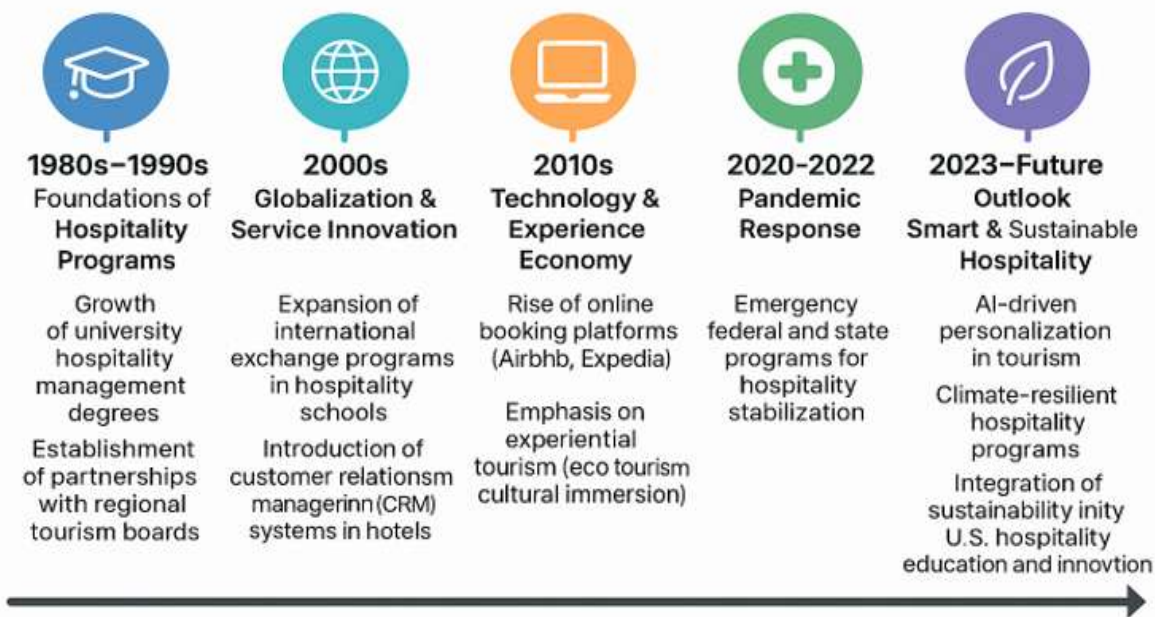 1980s–1990s
Foundations of
Hospitality
Programs
Growth
of university
hospitality
management
degrees
Establishment
of partnerships
with regional
tourism boards
2000s
Globalization &
Service Innovation
Expansion of
international
exchange programs
in hospitality
schools
Introduction of
customer relationsm
managerinn (CRM)
systems in hotels
2010s
Technology &
Experience
Economy
Rise of online
booking platforms
(Airbhb, Expedia)
Emphasis on
experiential
tourism (eco tourism
cultural immersion)
2020-2022
Pandemic
Response
Emergency
federal and state
programs for
hospitality
stabilization
2023–Future
Outlook
Smart & Sustainable
Hospitality
AI-driven
personalization
in tourism
Climate-resilient
hospitality
programs
Integration of
sustainability inity
U.S. hospitality
education and innovtion